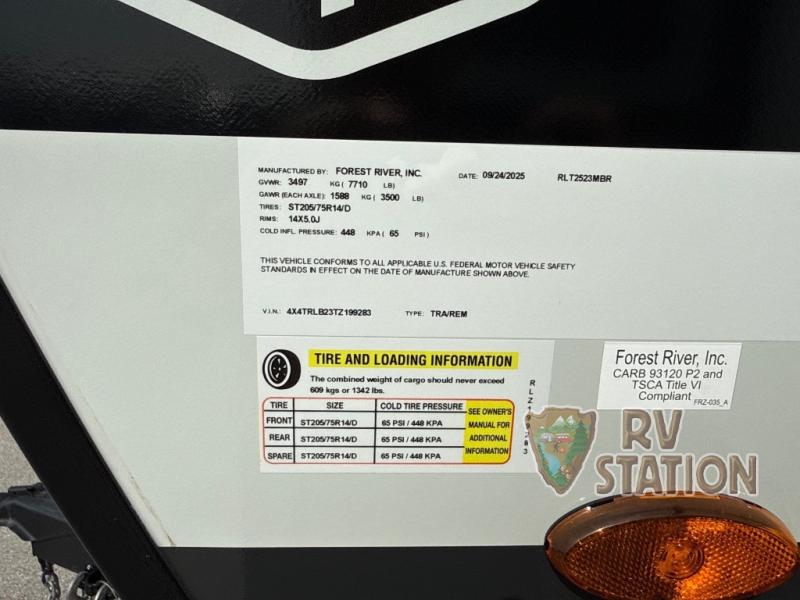 MANUFACTURED BY: FOREST RIVER, INC. DATE: 09/24/2025 RLT2523MBR
GVWR: 3497 KG ( 7710 LB)
GAWR (EACH AXLE): 1588 KG ( 3500 LB)
TIRES: ST205/75R14/D
RIMS: 14X5.0J
COLD INFL. PRESSURE: 448 KPA ( 65 PSI )
THIS VEHICLE CONFORMS TO ALL APPLICABLE U.S. FEDERAL MOTOR VEHICLE SAFETY
STANDARDS IN EFFECT ON THE DATE OF MANUFACTURE SHOWN ABOVE.
V.I.N.: 4X4TRLB23TZ199283 TYPE: TRA/REM
TIRE AND LOADING INFORMATION
The combined weight of cargo should never exceed
609 kgs or 1342 lbs.
TIRE SIZE COLD TIRE PRESSURE
FRONT ST205/75R14/D 65 PSI / 448 KPA
REAR ST205/75R14/D 65 PSI / 448 KPA
SPARE ST205/75R14/D 65 PSI / 448 KPA
SEE OWNER'S
MANUAL FOR
ADDITIONAL
INFORMATION
Forest River, Inc.
CARB 93120 P2 and
TSCA Title VI
Compliant
FRZ-035_A
RV
STATION